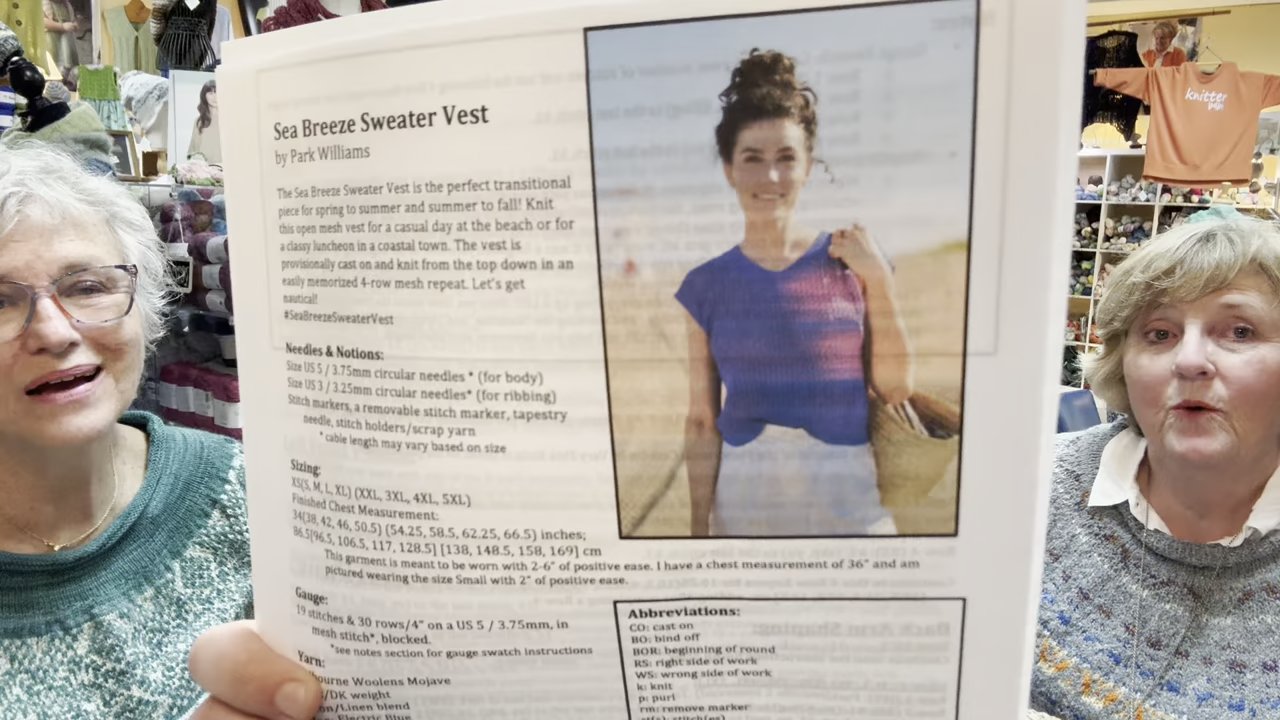 Sea Breeze Sweater Vest
by Park Williams
The Sea Breeze Sweater Vest is the perfect transitional
piece for spring to summer and summer to fall! Knit
this open mesh vest for a casual day at the beach or for
a classy luncheon in a coastal town. The vest is
provisionally cast on and knit from the top down in an
easily memorized 4-row mesh repeat. Let's get
nautical!
#SeaBreezeSweaterVest
Needles & Notions:
Size US 5 / 3.75mm circular needles * (for body)
Size US 3 / 3.25mm circular needles* (for ribbing)
Stitch markers, a removable stitch marker, tapestry
needle, stitch holders/scrap yarn
* cable length may vary based on size
Sizing:
XS(S, M, L, XL) (XXL, 3XL, 4XL, 5XL)
Finished Chest Measurement:
34(38, 42, 46, 50.5) (54.25, 58.5, 62.25, 66.5) inches;
86.5[96.5, 106.5, 117, 128.5] [138, 148.5, 158, 169] cm
This garment is meant to be worn with 2-6" of positive ease. I have a chest measurement of 36" and am
pictured wearing the size Small with 2" of positive ease.
Gauge:
19 stitches & 30 rows/4" on a US 5 / 3.75mm, in
mesh stitch*, blocked.
*see notes section for gauge swatch instructions
Yarn:
bourne Woolens Mojave
/DK weight
on/Linen blend
Electric Blue
Abbreviations:
CO: cast on
BO: bind off
BOR: beginning of round
RS: right side of work
WS: wrong side of work
k: knit
p: purl
rm: remove marker
st(s): stitch(es)
knitter